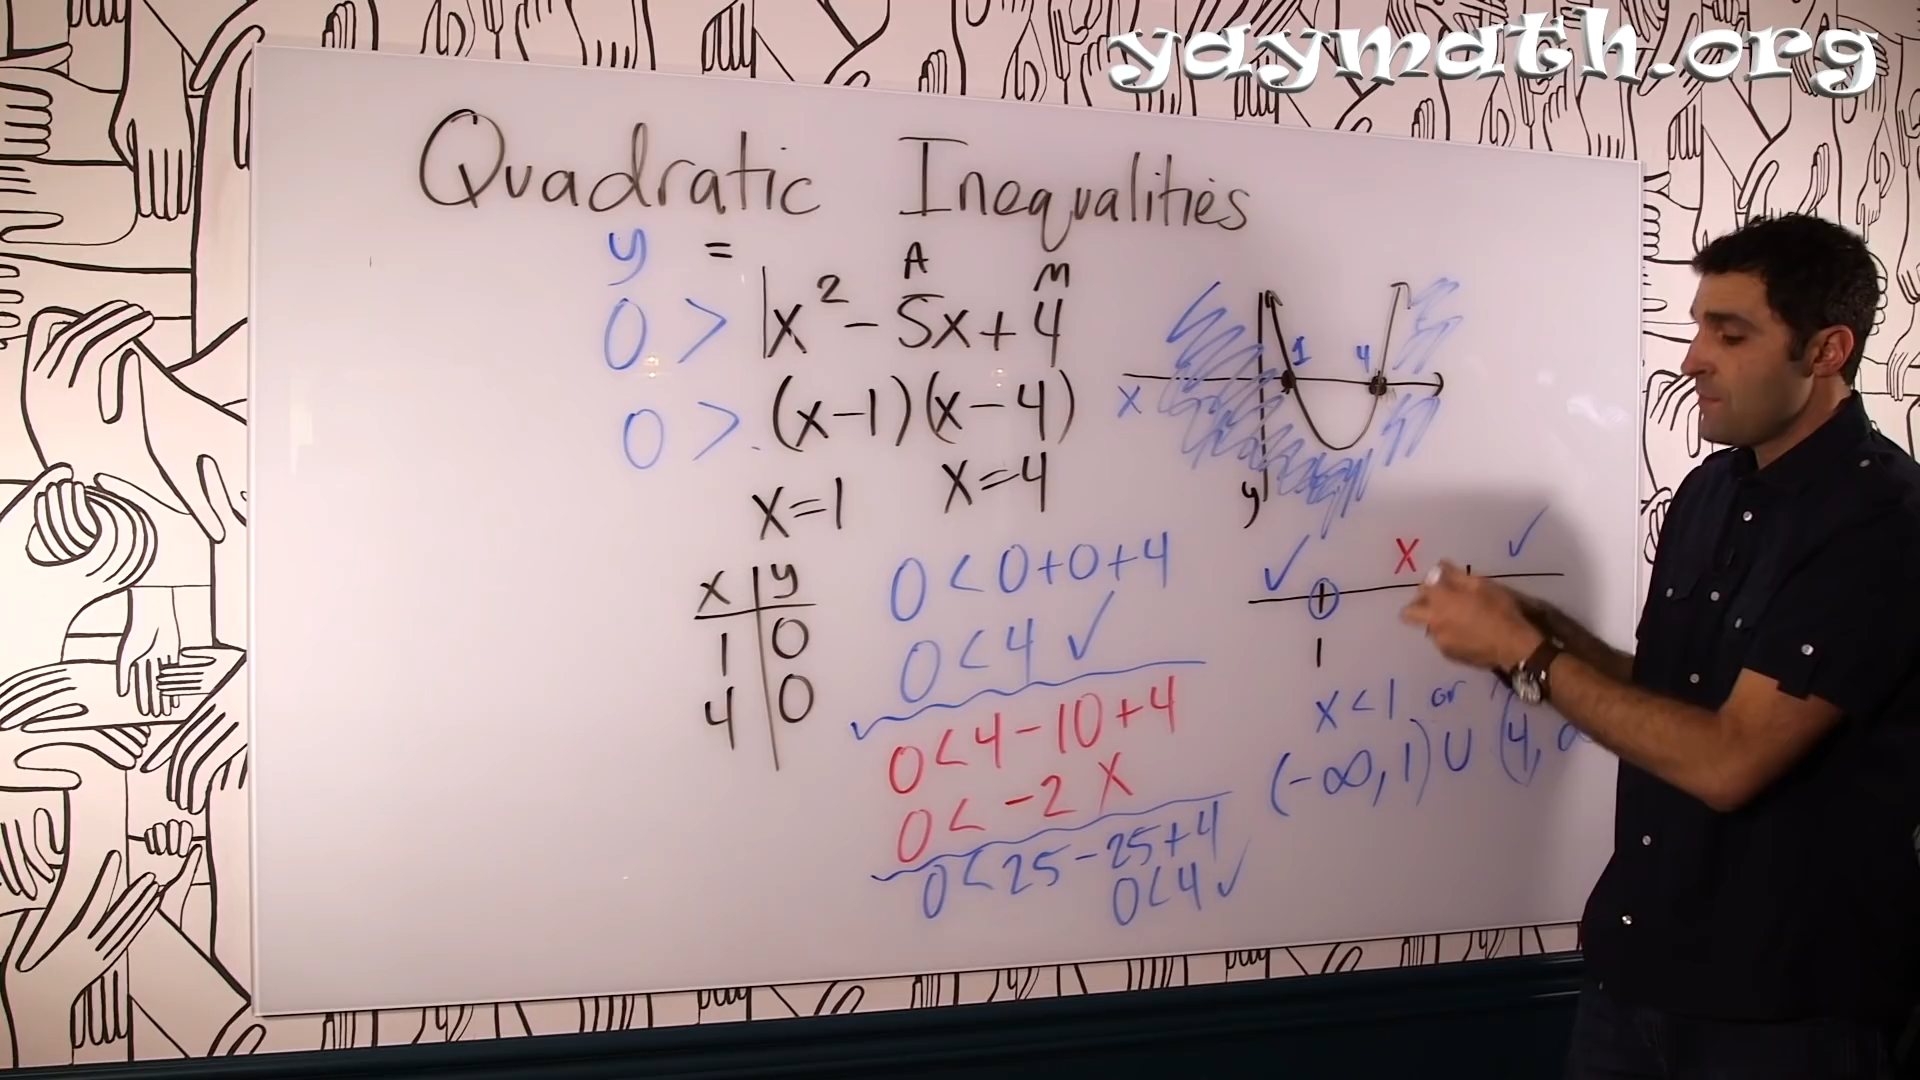 yaymath.org
Quadratic Inequalities
y =
A
M
0 > x² - 5x + 4
0 > (x-1)(x-4)
x=1 x=4
x y
1 0
4 0
0 < 0+0+4
0 < 4 ✓
0 < 4-10+4
0 < -2 X
0 < 25-25+4
0 < 4 ✓
1 4
x
y
✓ X ✓
1
x < 1 or
(-∞, 1) ∪ (4,